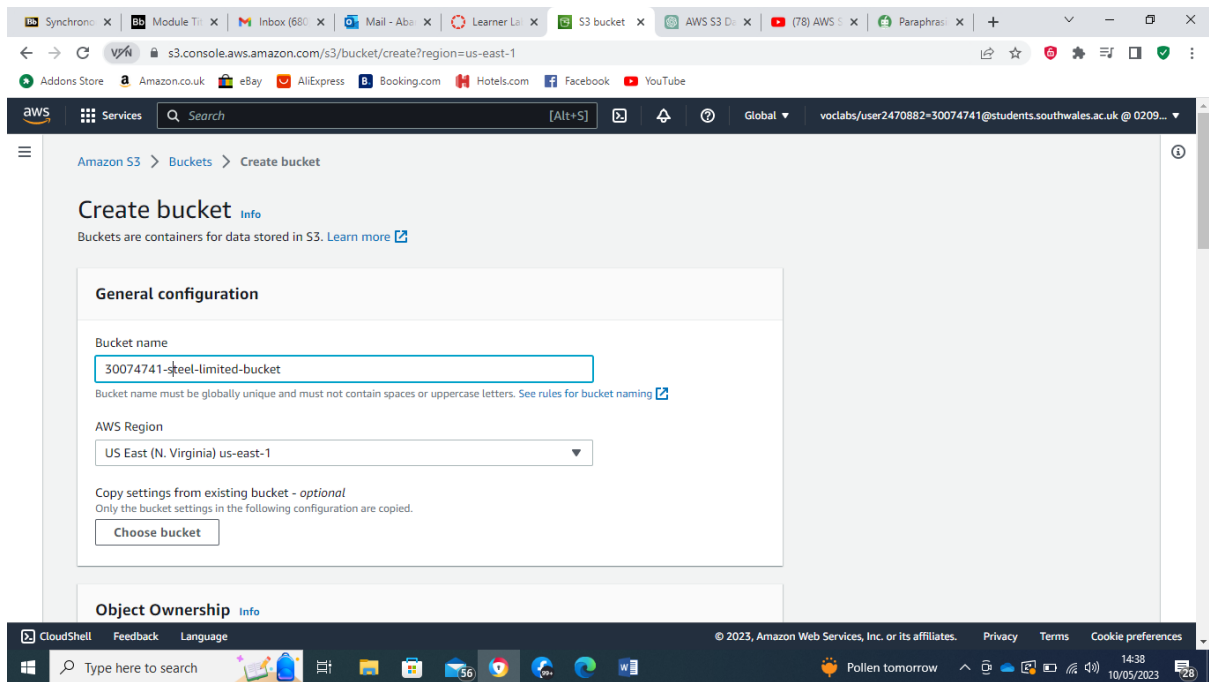 Synchrono
Module Tit
Inbox (680
Mail - Aba
Learner La
S3 bucket
AWS S3 Da
(78) AWS S
Paraphrasi
VPN
s3.console.aws.amazon.com/s3/bucket/create?region=us-east-1
Addons Store
Amazon.co.uk
eBay
AliExpress
Booking.com
Hotels.com
Facebook
YouTube
aws
Services
Search
[Alt+S]
Global
voclabs/user2470882=30074741@students.southwales.ac.uk @ 0209...
Amazon S3 > Buckets > Create bucket
Create bucket Info
Buckets are containers for data stored in S3. Learn more
General configuration
Bucket name
30074741-steel-limited-bucket
Bucket name must be globally unique and must not contain spaces or uppercase letters. See rules for bucket naming
AWS Region
US East (N. Virginia) us-east-1
Copy settings from existing bucket - optional
Only the bucket settings in the following configuration are copied.
Choose bucket
Object Ownership Info
CloudShell
Feedback
Language
© 2023, Amazon Web Services, Inc. or its affiliates.
Privacy
Terms
Cookie preferences
Type here to search
56
99+
Pollen tomorrow
14:38
10/05/2023
28